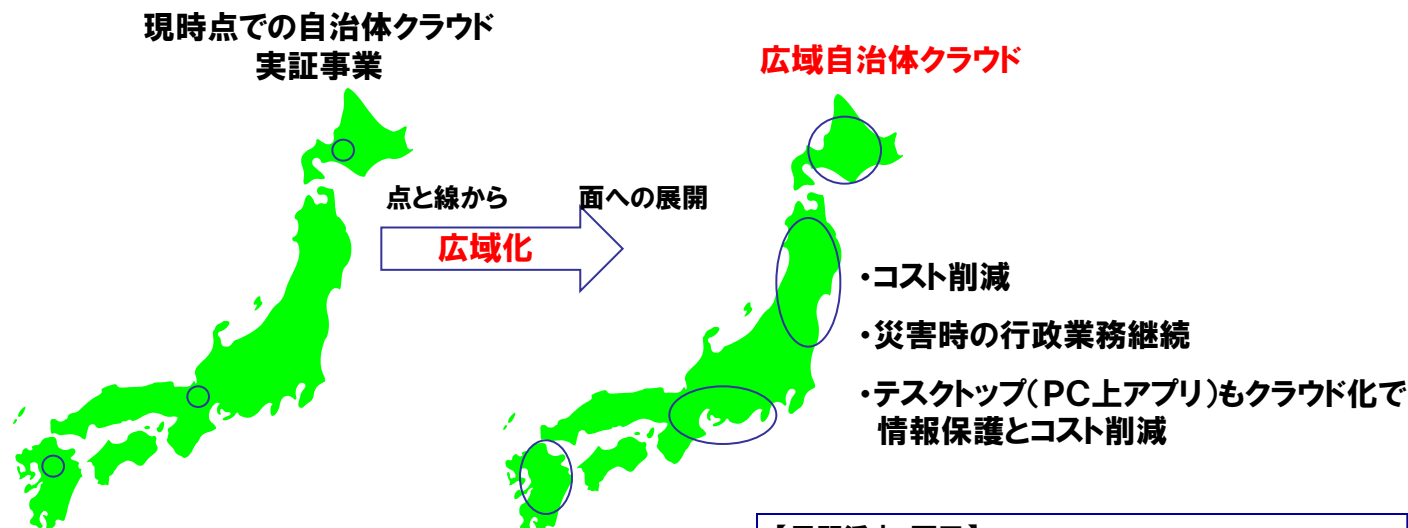 現時点での自治体クラウド
実証事業
広域自治体クラウド
点と線から 面への展開
広域化
・コスト削減
・災害時の行政業務継続
・テスクトップ(PC上アプリ)もクラウド化で
情報保護とコスト削減